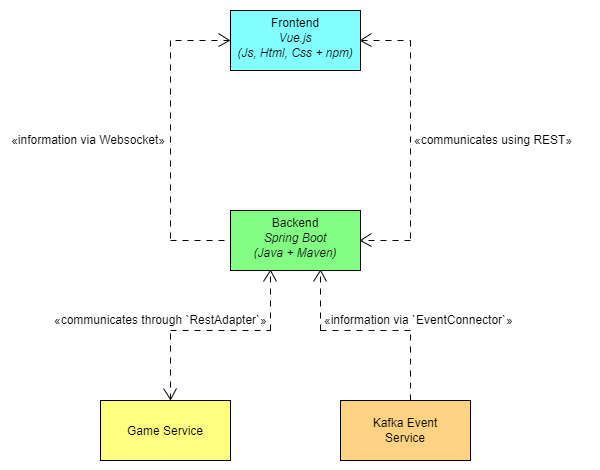 Frontend
Vue.js
(Js, Html, Css + npm)
«information via Websocket»
«communicates using REST»
Backend
Spring Boot
(Java + Maven)
«communicates through `RestAdapter`»
«information via `EventConnector`»
Game Service
Kafka Event
Service